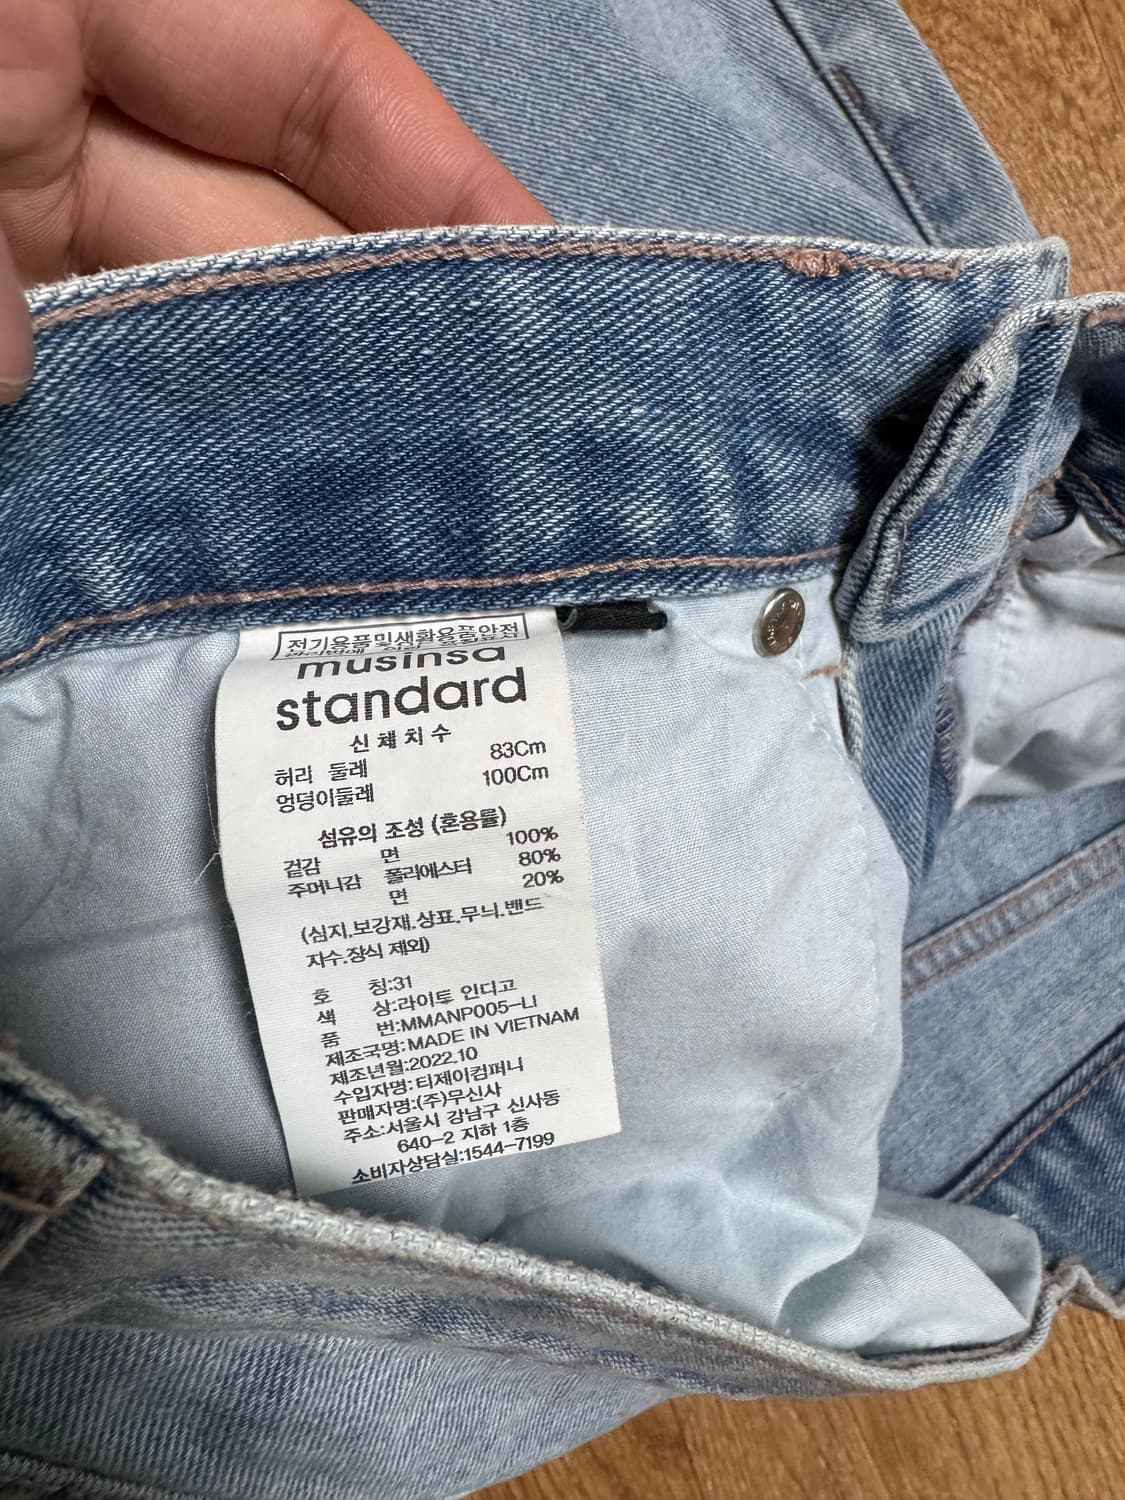 전기용품및생활용품안전
musinsa
standard
신체치수
허리 둘레 83Cm
엉덩이둘레 100Cm
섬유의 조성 (혼용률)
겉감 면 100%
주머니감 폴리에스터 80%
면 20%
(심지.보강재.상표.무늬.밴드
자수.장식 제외)
호 칭:31
색 상:라이토 인디고
품 번:MMANP005-LI
제조국명:MADE IN VIETNAM
제조년월:2022.10
수입자명:티제이컴퍼니
판매자명:(주)무신사
주소:서울시 강남구 신사동
640-2 지하 1층
소비자상담실:1544-7199